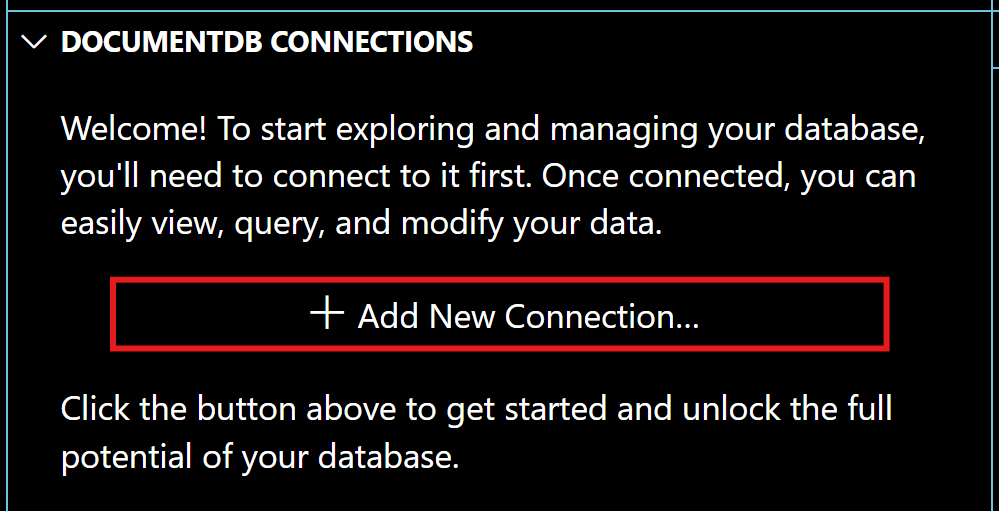 DOCUMENTDB CONNECTIONS
Welcome! To start exploring and managing your database,
you'll need to connect to it first. Once connected, you can
easily view, query, and modify your data.
+ Add New Connection...
Click the button above to get started and unlock the full
potential of your database.